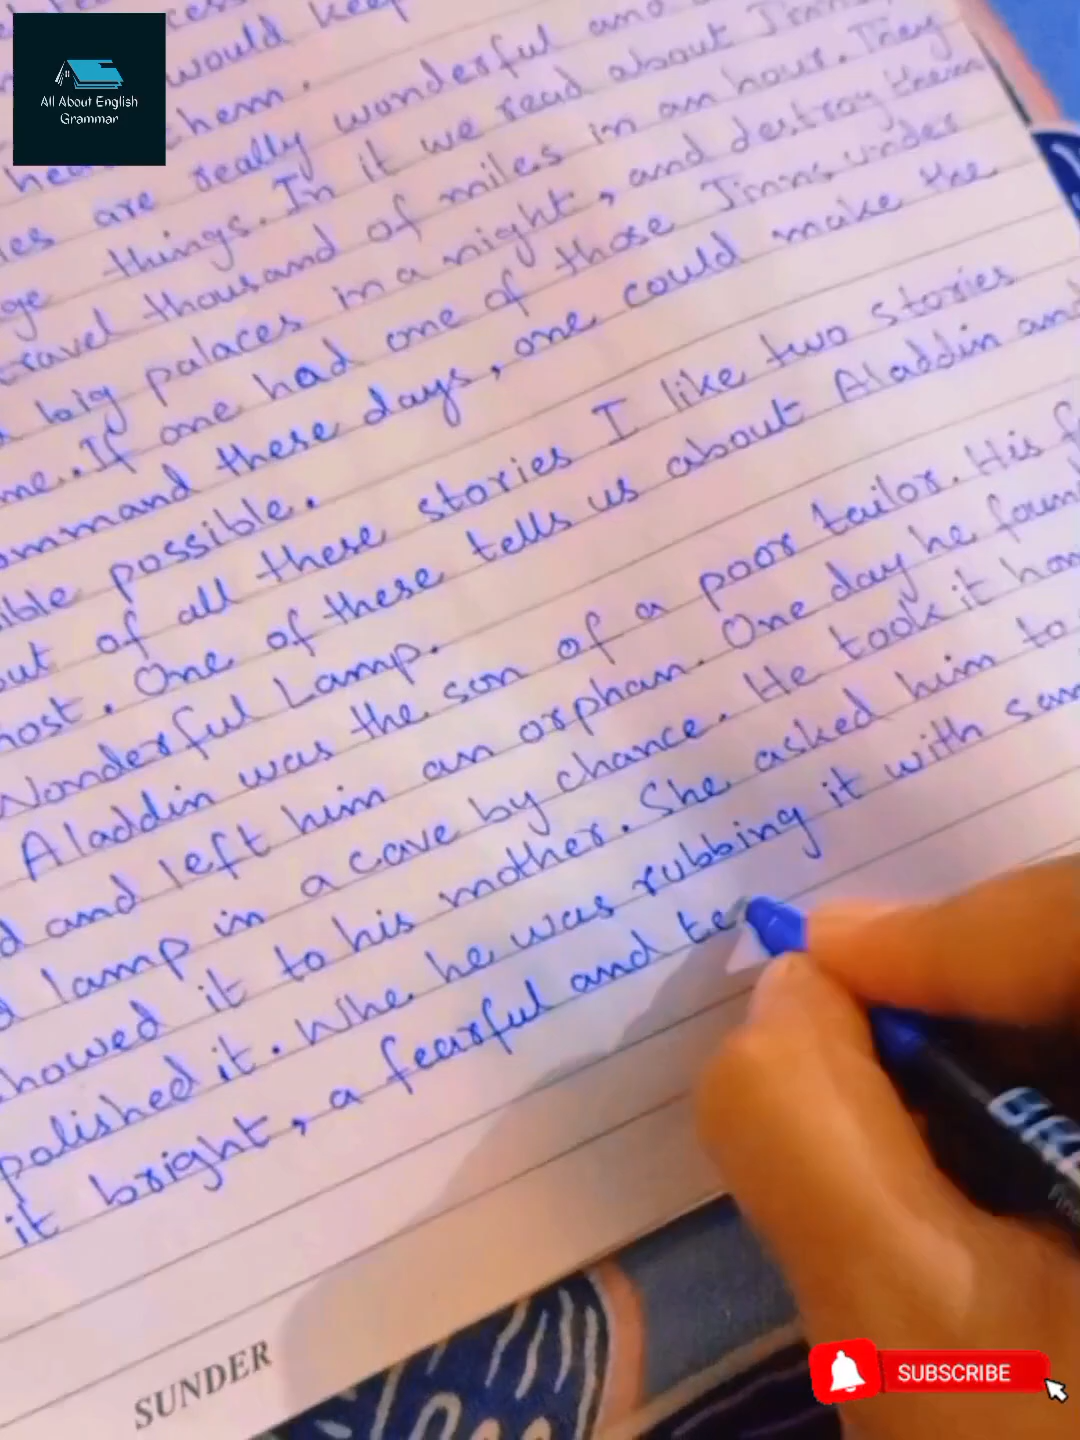 All About English
Grammar
would keep
them.
are really wonderful and
things. In it we read about Jinns
travel thousand of miles in an hour. They
big palaces in a night, and destroy them
me. If one had one of those Jinns under
command these days, one could make the
possible.
out of all these stories I like two stories
most. One of these tells us about Aladdin and
Wonderful Lamp.
Aladdin was the son of a poor tailor. His
and left him an orphan. One day he found
lamp in a cave by chance. He took it
showed it to his mother. She asked him to
polished it. Whe he was rubbing it with
it bright, a fearful and te
SUNDER
SUBSCRIBE